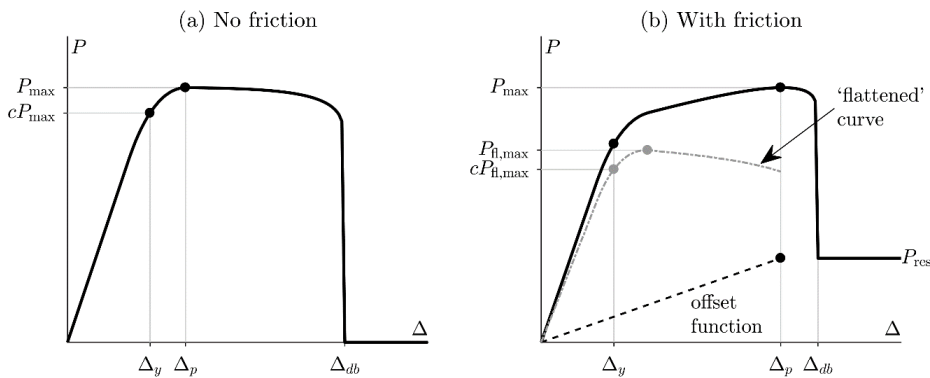 (a) No friction
P
P_max
cP_max
Δ
Δ_y
Δ_p
Δ_db
(b) With friction
P
P_max
'flattened'
curve
P_fl,max
cP_fl,max
P_res
offset
function
Δ
Δ_y
Δ_p
Δ_db